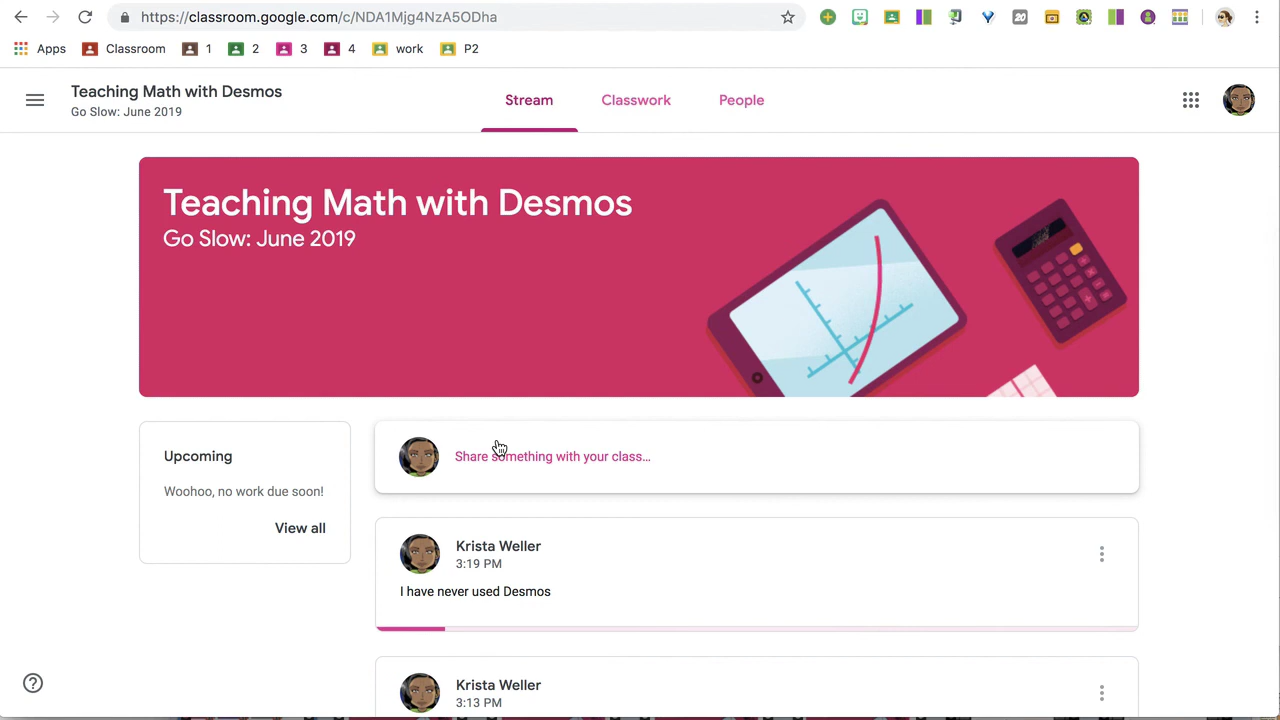 https://classroom.google.com/c/NDA1Mjg4NzA5ODha
20
Apps Classroom 1 2 3 4 work P2
Teaching Math with Desmos
Go Slow: June 2019
Stream Classwork People
Teaching Math with Desmos
Go Slow: June 2019
Upcoming
Woohoo, no work due soon!
View all
Share something with your class...
Krista Weller
3:19 PM
I have never used Desmos
Krista Weller
3:13 PM